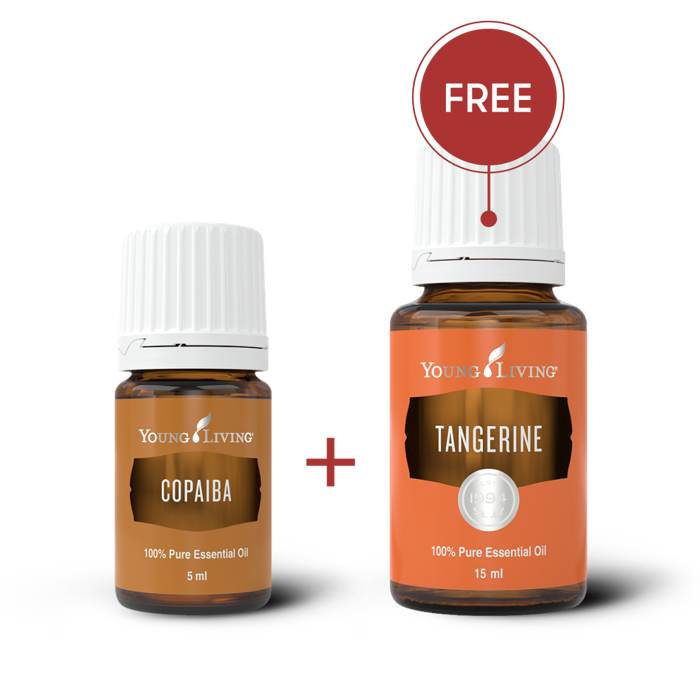 FREE
YOUNG LIVING®
COPAIBA
100% Pure Essential Oil
5 ml
+
YOUNG LIVING®
TANGERINE
1994
100% Pure Essential Oil
15 ml